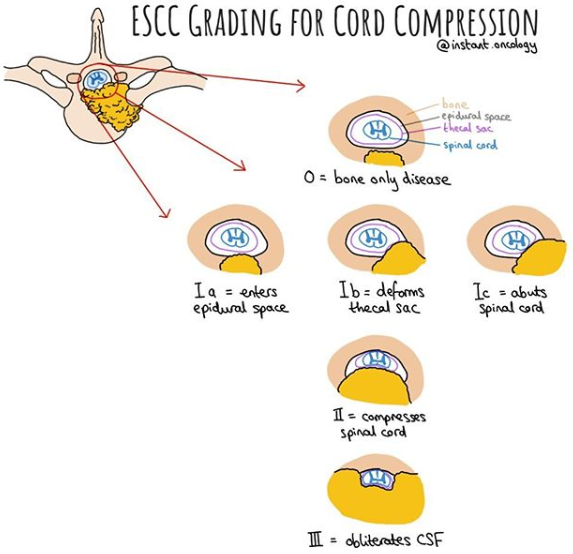 ESCC GRADING FOR CORD COMPRESSION
@instant.oncology
bone
epidural space
thecal sac
spinal cord
0 = bone only disease
Ia = enters
epidural space
Ib = deforms
thecal sac
Ic = abuts
spinal cord
II = compresses
spinal cord
III = obliterates CSF